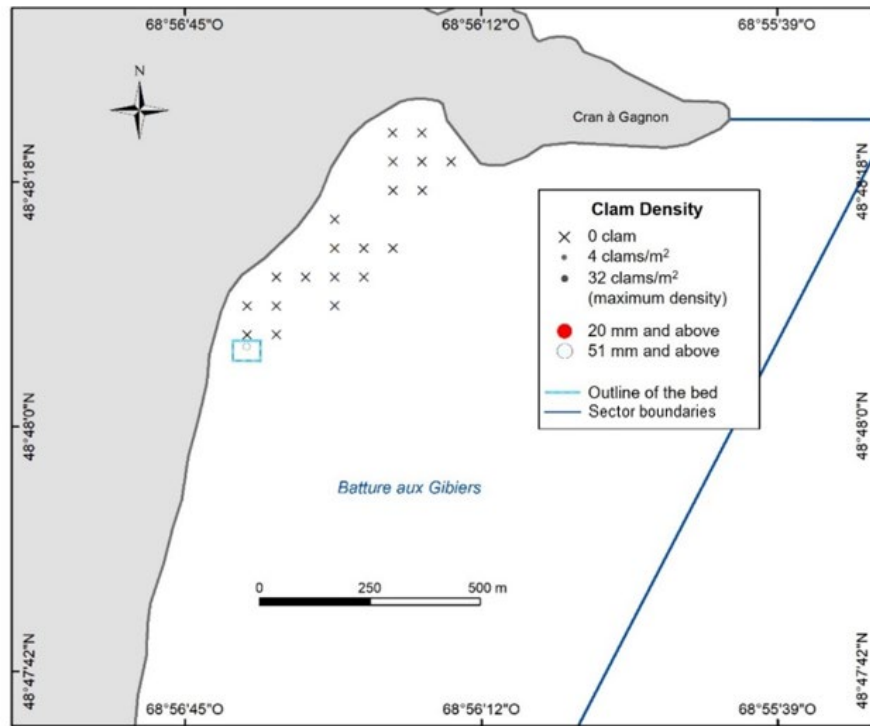 68°56'45"O 68°56'12"O 68°55'39"O
N
Cran à Gagnon
48°48'18"N 48°48'18"N
Clam Density
0 clam
4 clams/m²
32 clams/m²
(maximum density)
20 mm and above
51 mm and above
Outline of the bed
Sector boundaries
48°48'0"N 48°48'0"N
Batture aux Gibiers
0 250 500 m
48°47'42"N 48°47'42"N
68°56'45"O 68°56'12"O 68°55'39"O